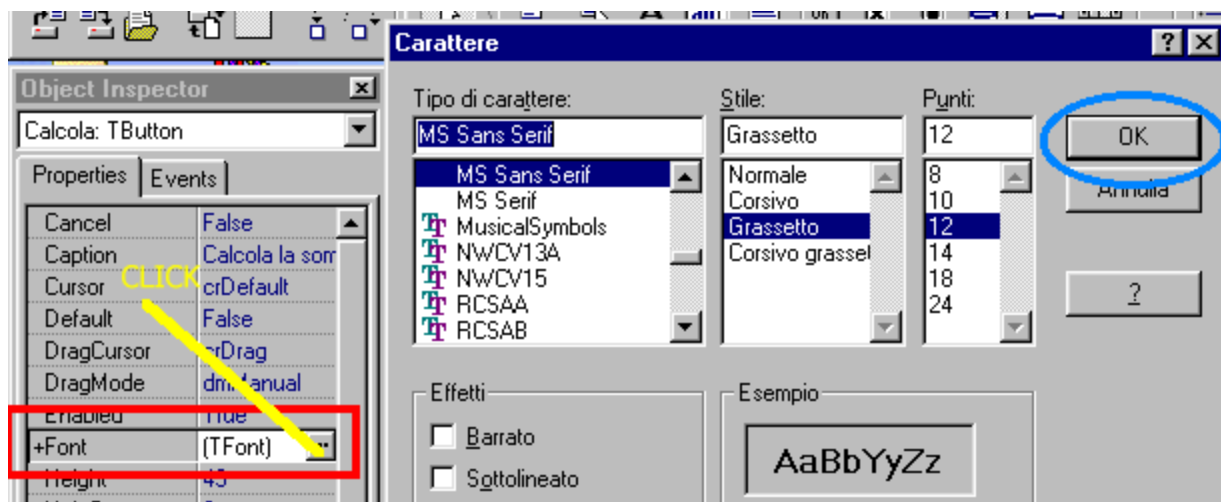 Object Inspector
Calcola: TButton
Properties
Events
Cancel False
Caption Calcola la som
Cursor crDefault
Default False
DragCursor crDrag
DragMode dmManual
Enabled True
+Font (TFont) ...
Height 45
CLICK
Carattere
Tipo di carattere:
MS Sans Serif
MS Sans Serif
MS Serif
MusicalSymbols
NWCV13A
NWCV15
RCSAA
RCSAB
Stile:
Grassetto
Normale
Corsivo
Grassetto
Corsivo grasset
Punti:
12
8
10
12
14
18
24
OK
Annulla
?
Effetti
Barrato
Sottolineato
Esempio
AaBbYyZz